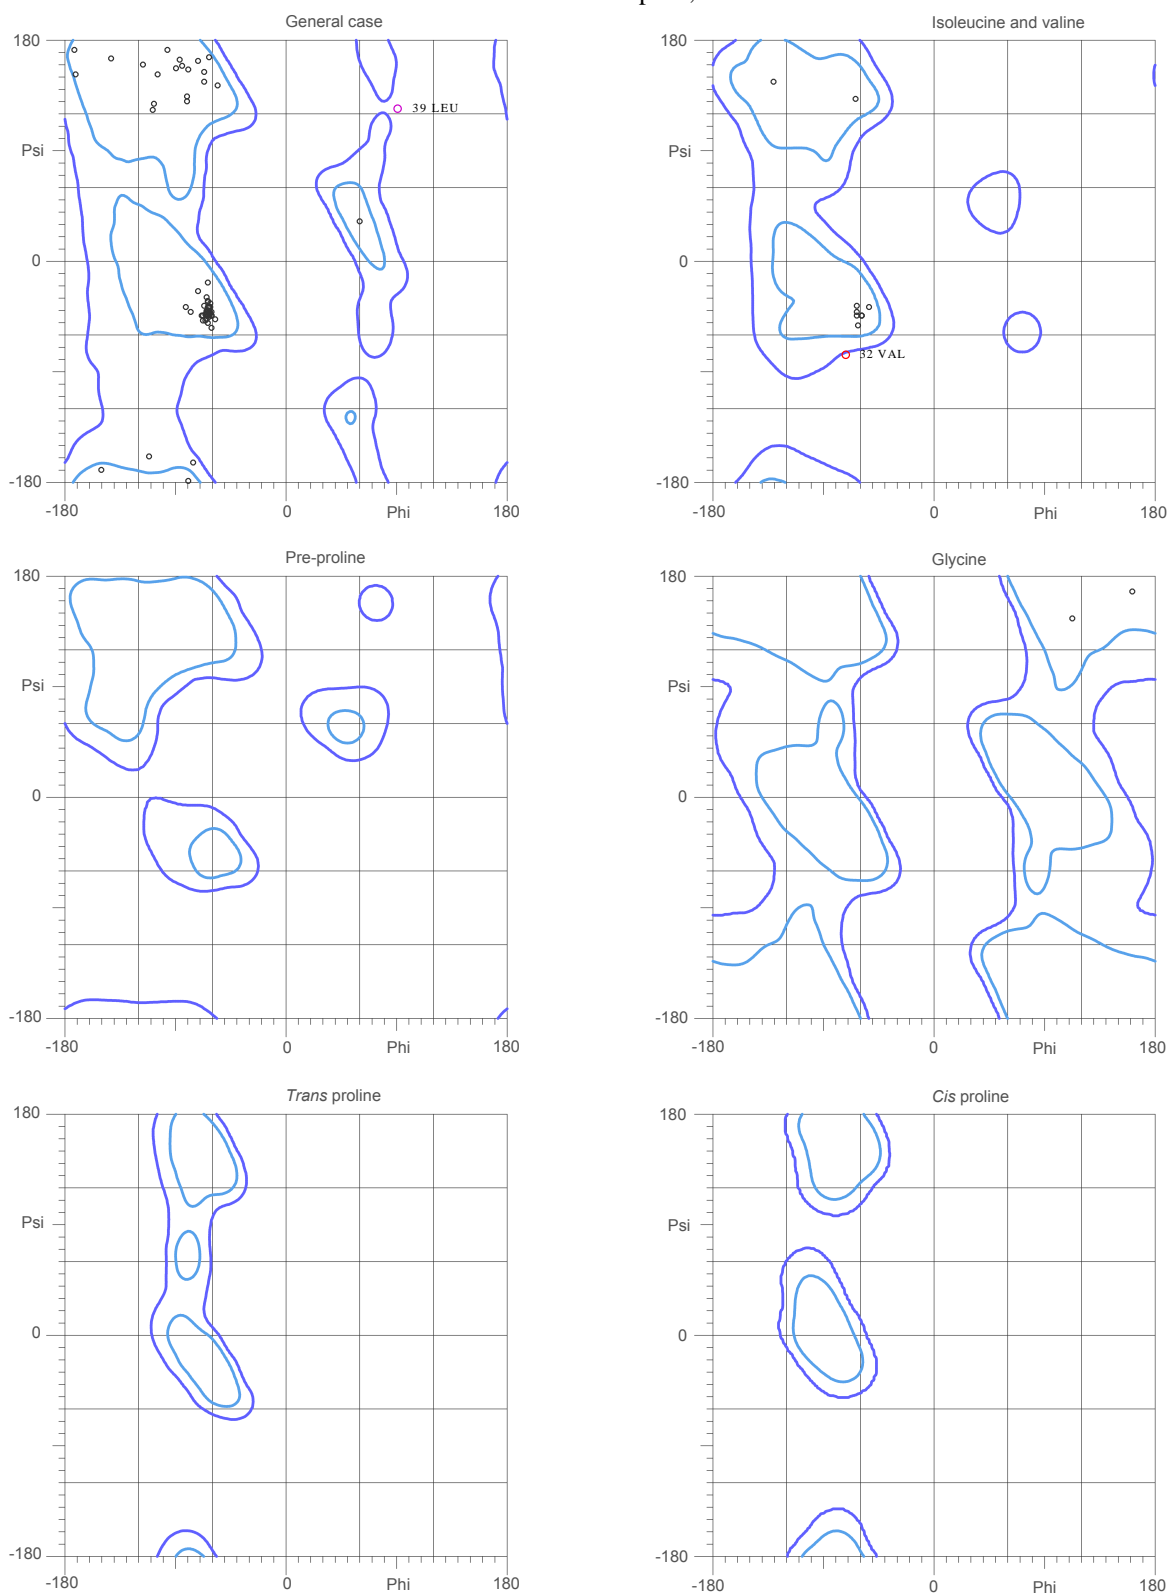 General case
180
39 LEU
Psi
0
-180
-180
0
Phi
180
Isoleucine and valine
180
Psi
0
32 VAL
-180
-180
0
Phi
180
Pre-proline
180
Psi
0
-180
-180
0
Phi
180
Glycine
180
Psi
0
-180
-180
0
Phi
180
Trans proline
180
Psi
0
-180
-180
0
Phi
180
Cis proline
180
Psi
0
-180
-180
0
Phi
180